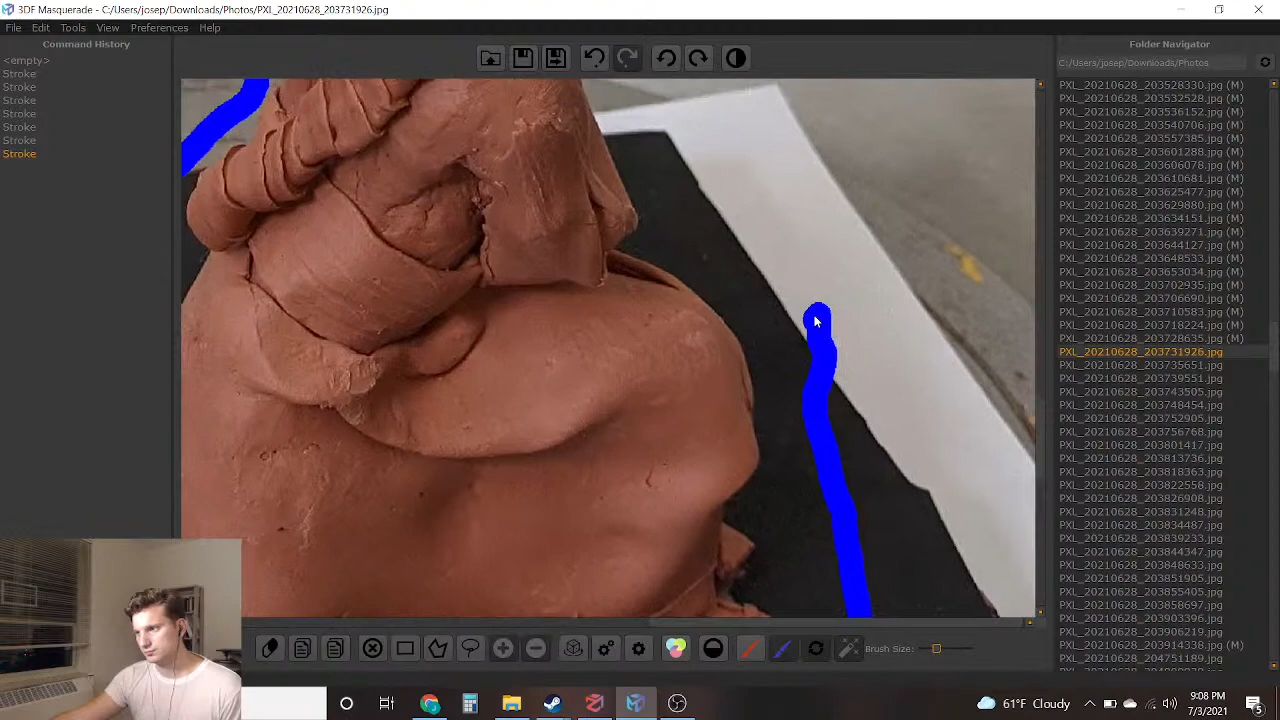 3DF Masquerade - C:/Users/josep/Downloads/Photos/PXL_20210628_203731926.jpg
File Edit Tools View Preferences Help
Command History
<empty>
Stroke
Stroke
Stroke
Stroke
Stroke
Stroke
Stroke
Folder Navigator
C:/Users/josep/Downloads/Photos
PXL_20210628_203528330.jpg (M)
PXL_20210628_203532528.jpg (M)
PXL_20210628_203536152.jpg (M)
PXL_20210628_203540706.jpg (M)
PXL_20210628_203557385.jpg (M)
PXL_20210628_203601288.jpg (M)
PXL_20210628_203606078.jpg (M)
PXL_20210628_203610681.jpg (M)
PXL_20210628_203625477.jpg (M)
PXL_20210628_203629880.jpg (M)
PXL_20210628_203634151.jpg (M)
PXL_20210628_203639271.jpg (M)
PXL_20210628_203644127.jpg (M)
PXL_20210628_203648533.jpg (M)
PXL_20210628_203653034.jpg (M)
PXL_20210628_203702935.jpg (M)
PXL_20210628_203706690.jpg (M)
PXL_20210628_203710583.jpg (M)
PXL_20210628_203718224.jpg (M)
PXL_20210628_203728635.jpg (M)
PXL_20210628_203731926.jpg
PXL_20210628_203735651.jpg
PXL_20210628_203739551.jpg
PXL_20210628_203743505.jpg
PXL_20210628_203748454.jpg
PXL_20210628_203752905.jpg
PXL_20210628_203756768.jpg
PXL_20210628_203801417.jpg
PXL_20210628_203813736.jpg
PXL_20210628_203818363.jpg
PXL_20210628_203822558.jpg
PXL_20210628_203826908.jpg
PXL_20210628_203831248.jpg
PXL_20210628_203834487.jpg
PXL_20210628_203839233.jpg
PXL_20210628_203844347.jpg
PXL_20210628_203848633.jpg
PXL_20210628_203851905.jpg
PXL_20210628_203855405.jpg
PXL_20210628_203858697.jpg
PXL_20210628_203903396.jpg
PXL_20210628_203906219.jpg
PXL_20210628_203914338.jpg (M)
PXL_20210628_204751189.jpg
Brush Size:
61°F Cloudy
9:08 PM
7/3/2021
5